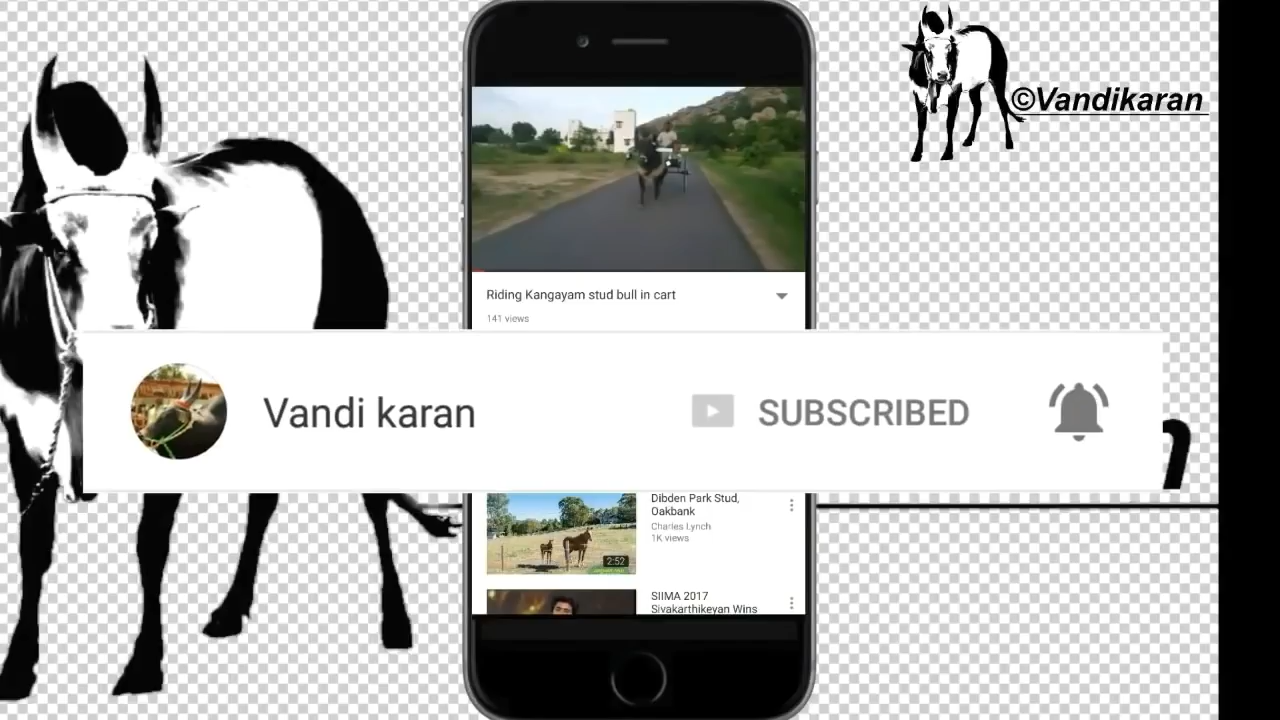 ©Vandikaran
Riding Kangayam stud bull in cart
141 views
Vandi karan
SUBSCRIBED
Dibden Park Stud,
Oakbank
Charles Lynch
1K views
2:52
SIIMA 2017
Sivakarthikeyan Wins